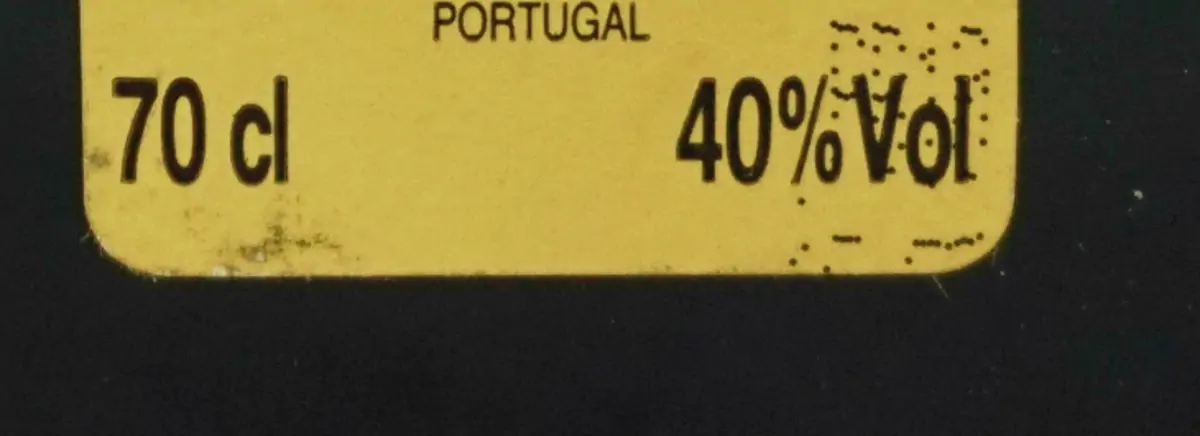 PORTUGAL
70 cl 40% Vol